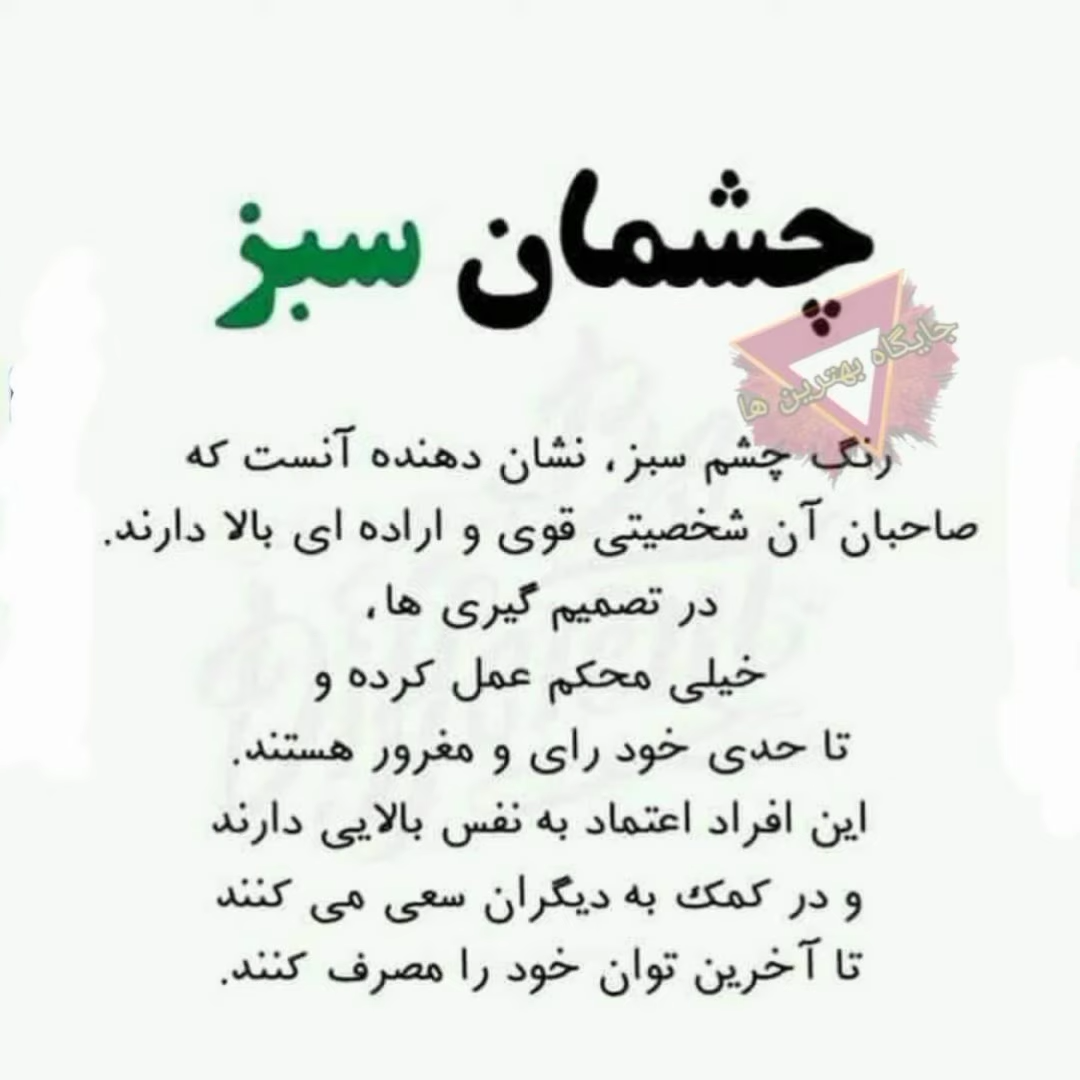 چشمان سبز
جایگاه بهترین ها
رنگ چشم سبز، نشان دهنده آنست که
صاحبان آن شخصیتی قوی و اراده ای بالا دارند.
در تصمیم گیری ها،
خیلی محکم عمل کرده و
تا حدی خود رای و مغرور هستند.
این افراد اعتماد به نفس بالایی دارند
و در کمک به دیگران سعی می کنند
تا آخرین توان خود را مصرف کنند.